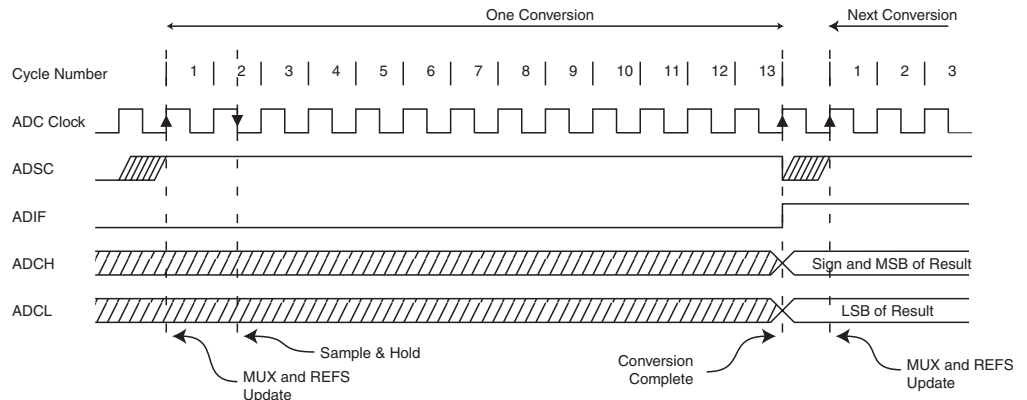 One Conversion Next Conversion
Cycle Number 1 2 3 4 5 6 7 8 9 10 11 12 13 1 2 3
ADC Clock
ADSC
ADIF
ADCH Sign and MSB of Result
ADCL LSB of Result
Sample & Hold
MUX and REFS
Update
Conversion
Complete
MUX and REFS
Update